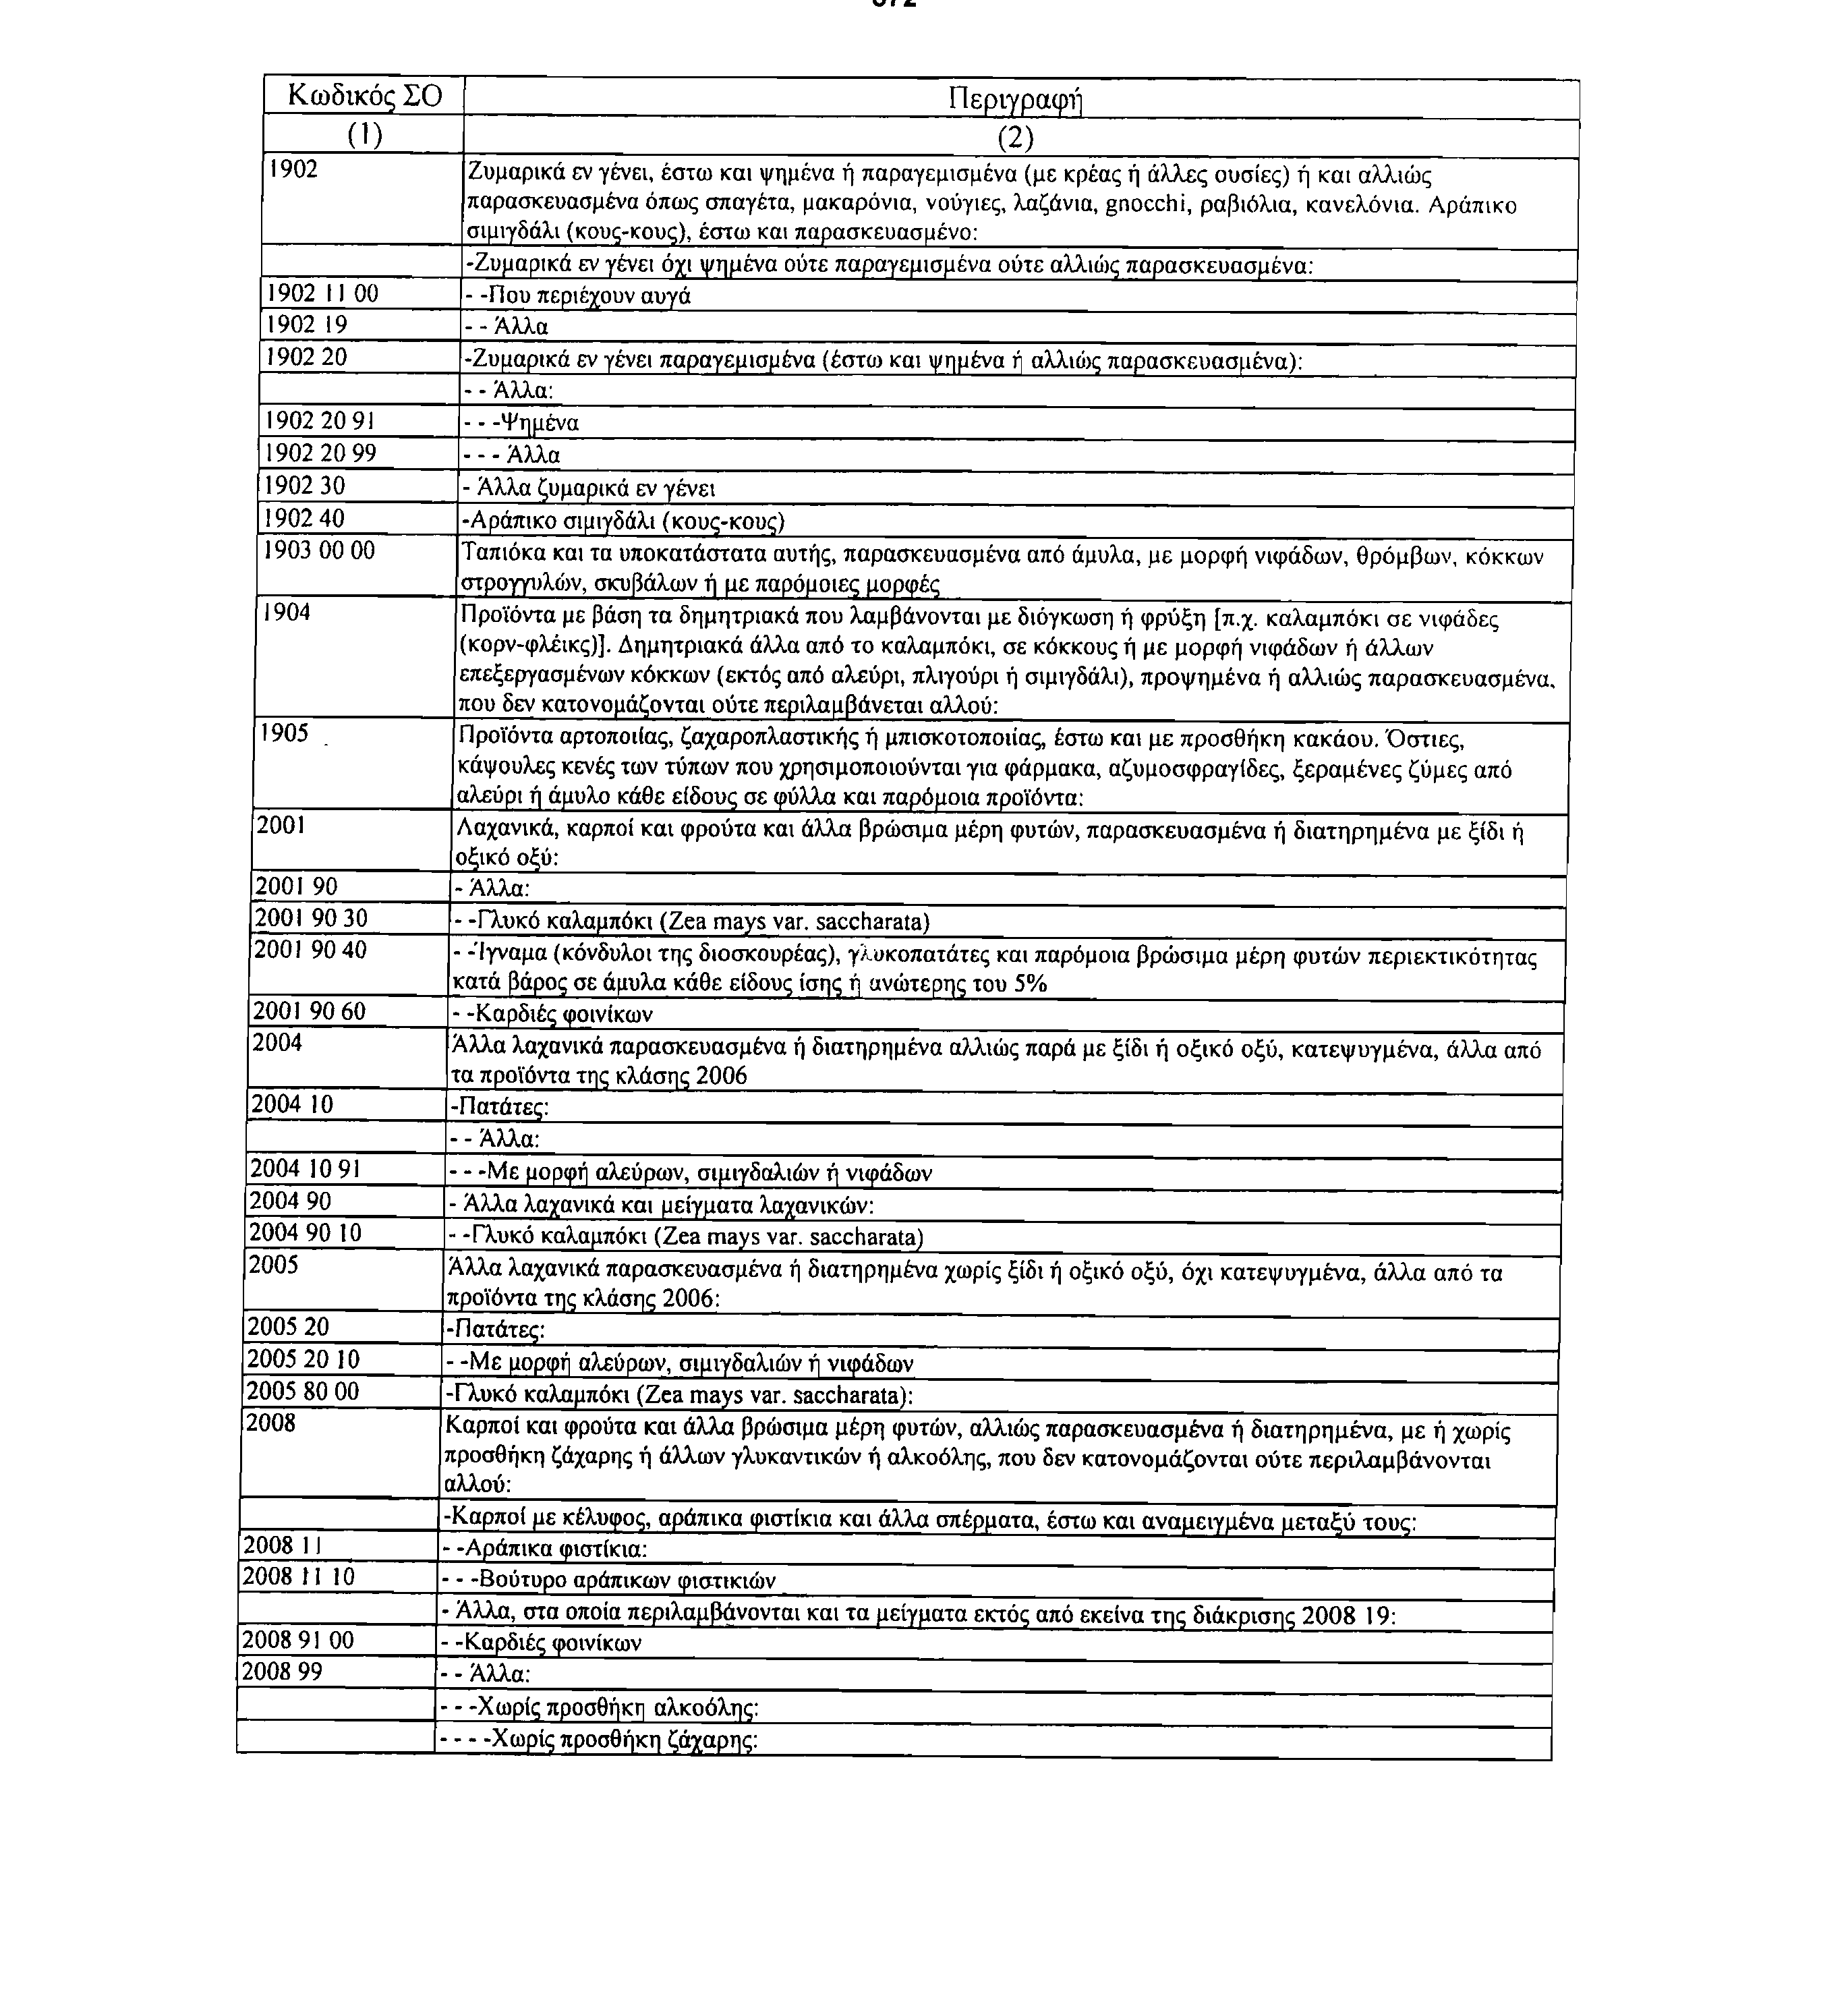 Κωδικός ΣΟ Περιγραφή
(1) (2)
1902 Ζυμαρικά εν γένει, έστω και ψημένα ή παραγεμισμένα (με κρέας ή άλλες ουσίες) ή και αλλιώς
παρασκευασμένα όπως σπαγέτα, μακαρόνια, νούγιες, λαζάνια, gnocchi, ραβιόλια, κανελόνια. Αράπικο
σιμιγδάλι (κους-κους), έστω και παρασκευασμένο:
-Ζυμαρικά εν γένει όχι ψημένα ούτε παραγεμισμένα ούτε αλλιώς παρασκευασμένα:
1902 11 00 - -Που περιέχουν αυγά
1902 19 - - Άλλα
1902 20 -Ζυμαρικά εν γένει παραγεμισμένα (έστω και ψημένα ή αλλιώς παρασκευασμένα):
- - Άλλα:
1902 20 91 - - -Ψημένα
1902 20 99 - - - Άλλα
1902 30 - Άλλα ζυμαρικά εν γένει
1902 40 -Αράπικο σιμιγδάλι (κους-κους)
1903 00 00 Ταπιόκα και τα υποκατάστατα αυτής, παρασκευασμένα από άμυλα, με μορφή νιφάδων, θρόμβων, κόκκων
στρογγυλών, σκυβάλων ή με παρόμοιες μορφές
1904 Προϊόντα με βάση τα δημητριακά που λαμβάνονται με διόγκωση ή φρύξη [π.χ. καλαμπόκι σε νιφάδες
(κορν-φλέικς)]. Δημητριακά άλλα από το καλαμπόκι, σε κόκκους ή με μορφή νιφάδων ή άλλων
επεξεργασμένων κόκκων (εκτός από αλεύρι, πλιγούρι ή σιμιγδάλι), προψημένα ή αλλιώς παρασκευασμένα,
που δεν κατονομάζονται ούτε περιλαμβάνεται αλλού:
1905 Προϊόντα αρτοποιίας, ζαχαροπλαστικής ή μπισκοτοποιίας, έστω και με προσθήκη κακάου. Όστιες,
κάψουλες κενές των τύπων που χρησιμοποιούνται για φάρμακα, αζυμοσφραγίδες, ξεραμένες ζύμες από
αλεύρι ή άμυλο κάθε είδους σε φύλλα και παρόμοια προϊόντα:
2001 Λαχανικά, καρποί και φρούτα και άλλα βρώσιμα μέρη φυτών, παρασκευασμένα ή διατηρημένα με ξίδι ή
οξικό οξύ:
2001 90 - Άλλα:
2001 90 30 - -Γλυκό καλαμπόκι (Zea mays var. saccharata)
2001 90 40 - -Ίγναμα (κόνδυλοι της διοσκουρέας), γλυκοπατάτες και παρόμοια βρώσιμα μέρη φυτών περιεκτικότητας
κατά βάρος σε άμυλα κάθε είδους ίσης ή ανώτερης του 5%
2001 90 60 - -Καρδιές φοινίκων
2004 Άλλα λαχανικά παρασκευασμένα ή διατηρημένα αλλιώς παρά με ξίδι ή οξικό οξύ, κατεψυγμένα, άλλα από
τα προϊόντα της κλάσης 2006
2004 10 -Πατάτες:
- - Άλλα:
2004 10 91 - - -Με μορφή αλεύρων, σιμιγδαλιών ή νιφάδων
2004 90 - Άλλα λαχανικά και μείγματα λαχανικών:
2004 90 10 - -Γλυκό καλαμπόκι (Zea mays var. saccharata)
2005 Άλλα λαχανικά παρασκευασμένα ή διατηρημένα χωρίς ξίδι ή οξικό οξύ, όχι κατεψυγμένα, άλλα από τα
προϊόντα της κλάσης 2006:
2005 20 -Πατάτες:
2005 20 10 - -Με μορφή αλεύρων, σιμιγδαλιών ή νιφάδων
2005 80 00 -Γλυκό καλαμπόκι (Zea mays var. saccharata):
2008 Καρποί και φρούτα και άλλα βρώσιμα μέρη φυτών, αλλιώς παρασκευασμένα ή διατηρημένα, με ή χωρίς
προσθήκη ζάχαρης ή άλλων γλυκαντικών ή αλκοόλης, που δεν κατονομάζονται ούτε περιλαμβάνονται
αλλού:
-Καρποί με κέλυφος, αράπικα φιστίκια και άλλα σπέρματα, έστω και αναμειγμένα μεταξύ τους:
2008 11 - -Αράπικα φιστίκια:
2008 11 10 - - -Βούτυρο αράπικων φιστικιών
- Άλλα, στα οποία περιλαμβάνονται και τα μείγματα εκτός από εκείνα της διάκρισης 2008 19:
2008 91 00 - -Καρδιές φοινίκων
2008 99 - - Άλλα:
- - -Χωρίς προσθήκη αλκοόλης:
- - - -Χωρίς προσθήκη ζάχαρης: